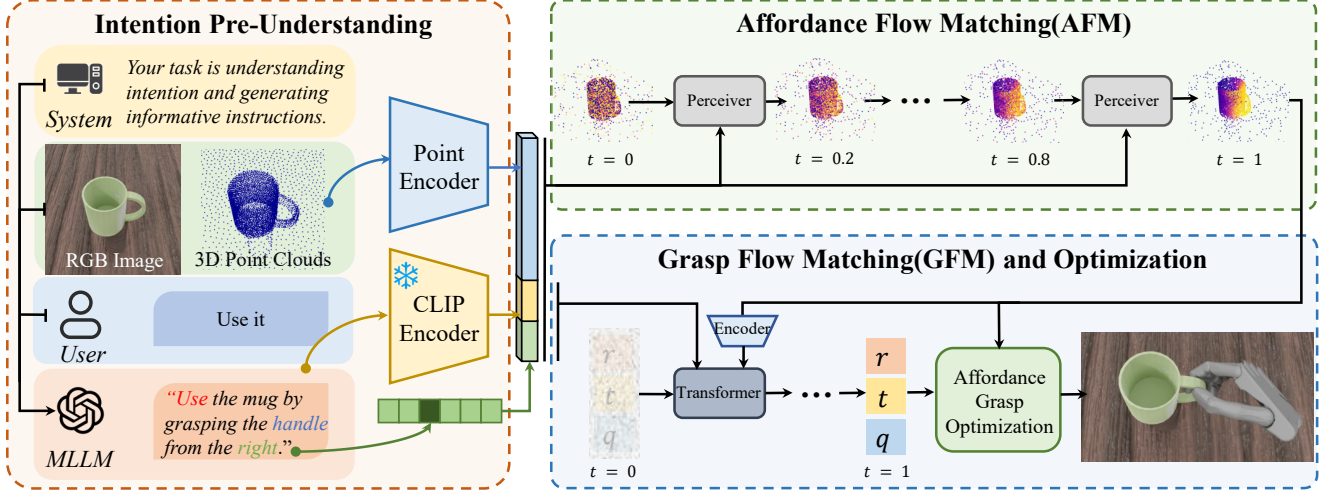 Intention Pre-Understanding
Your task is understanding
intention and generating
informative instructions.
System
RGB Image
3D Point Clouds
Use it
User
“Use the mug by
grasping the handle
from the right.”
MLLM
Point
Encoder
CLIP
Encoder
Affordance Flow Matching(AFM)
Perceiver
Perceiver
t = 0
t = 0.2
t = 0.8
t = 1
Grasp Flow Matching(GFM) and Optimization
Encoder
r
t
q
t = 0
Transformer
r
t
q
t = 1
Affordance
Grasp
Optimization